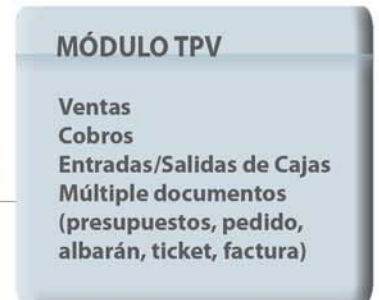 MÓDULO TPV
Ventas
Cobros
Entradas/Salidas de Cajas
Múltiple documentos
(presupuestos, pedido,
albarán, ticket, factura)